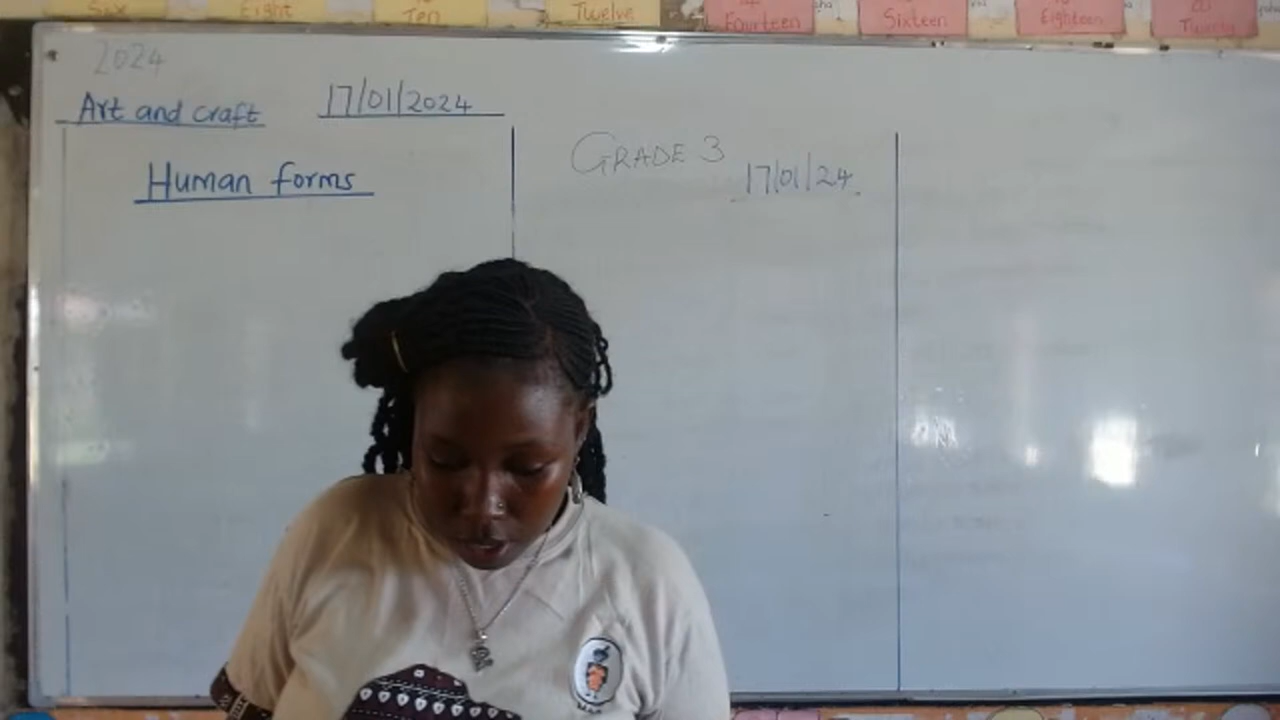 Six Eight Ten Twelve Fourteen Sixteen Eighteen Twenty
2024
Art and craft 17/01/2024
Human forms
GRADE 3
17/01/24